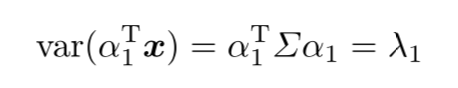 var(α₁ᵀ𝒙) = α₁ᵀΣα₁ = λ₁